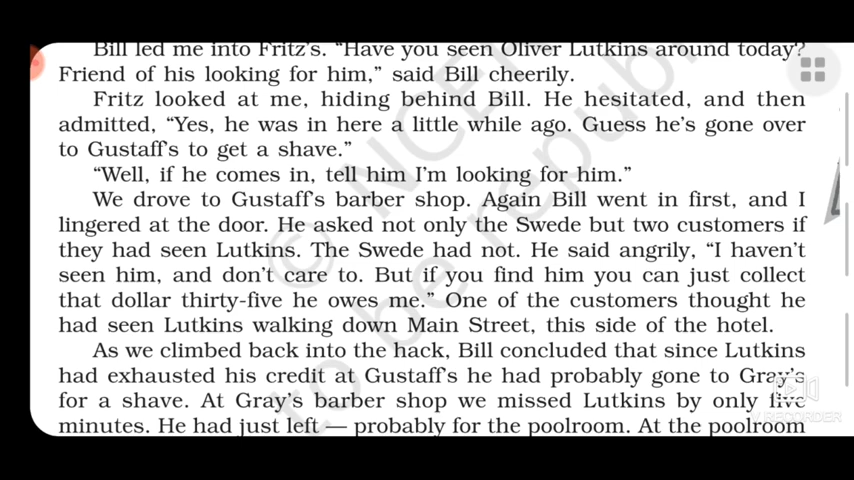 Bill led me into Fritz's. “Have you seen Oliver Lutkins around today?
Friend of his looking for him,” said Bill cheerily.
Fritz looked at me, hiding behind Bill. He hesitated, and then
admitted, “Yes, he was in here a little while ago. Guess he's gone over
to Gustaff's to get a shave.”
“Well, if he comes in, tell him I'm looking for him.”
We drove to Gustaff's barber shop. Again Bill went in first, and I
lingered at the door. He asked not only the Swede but two customers if
they had seen Lutkins. The Swede had not. He said angrily, “I haven't
seen him, and don't care to. But if you find him you can just collect
that dollar thirty-five he owes me.” One of the customers thought he
had seen Lutkins walking down Main Street, this side of the hotel.
As we climbed back into the hack, Bill concluded that since Lutkins
had exhausted his credit at Gustaff's he had probably gone to Gray's
for a shave. At Gray's barber shop we missed Lutkins by only five
minutes. He had just left — probably for the poolroom. At the poolroom
© NCE
to be republ
RECORDER